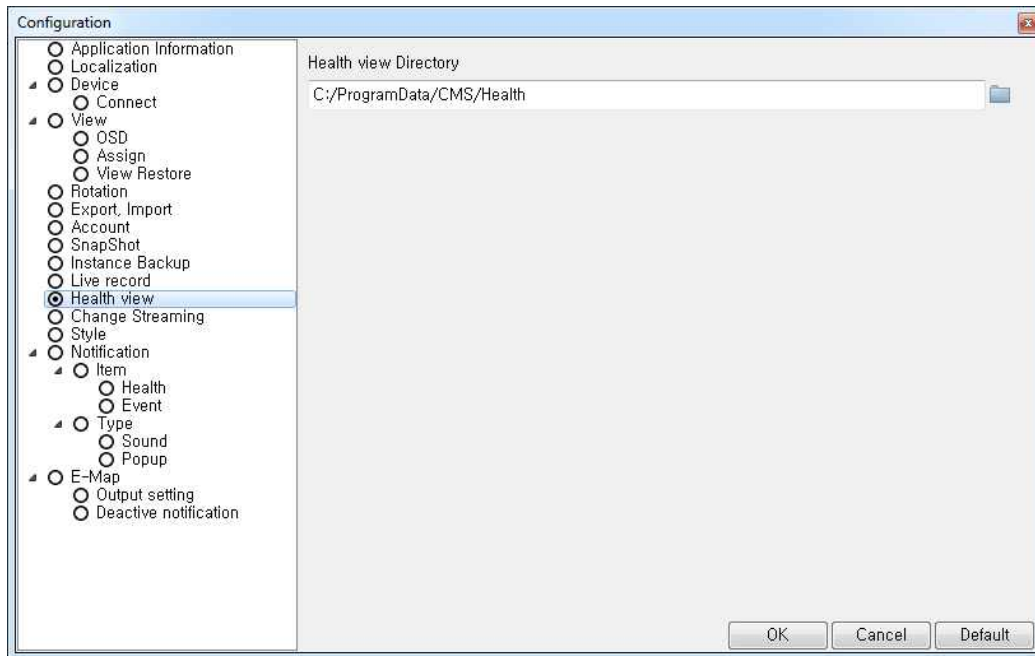 Configuration
Application Information
Localization
Device
Connect
View
OSD
Assign
View Restore
Rotation
Export, Import
Account
SnapShot
Instance Backup
Live record
Health view
Change Streaming
Style
Notification
Item
Health
Event
Type
Sound
Popup
E-Map
Output setting
Deactive notification
Health view Directory
C:/ProgramData/CMS/Health
OK
Cancel
Default